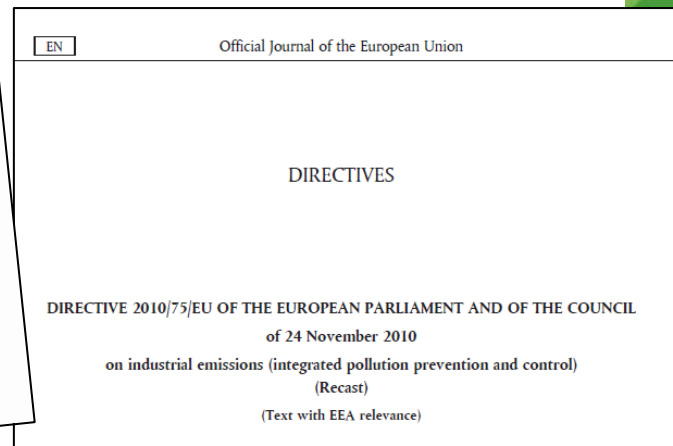 EN Official Journal of the European Union
DIRECTIVES
DIRECTIVE 2010/75/EU OF THE EUROPEAN PARLIAMENT AND OF THE COUNCIL
of 24 November 2010
on industrial emissions (integrated pollution prevention and control)
(Recast)
(Text with EEA relevance)